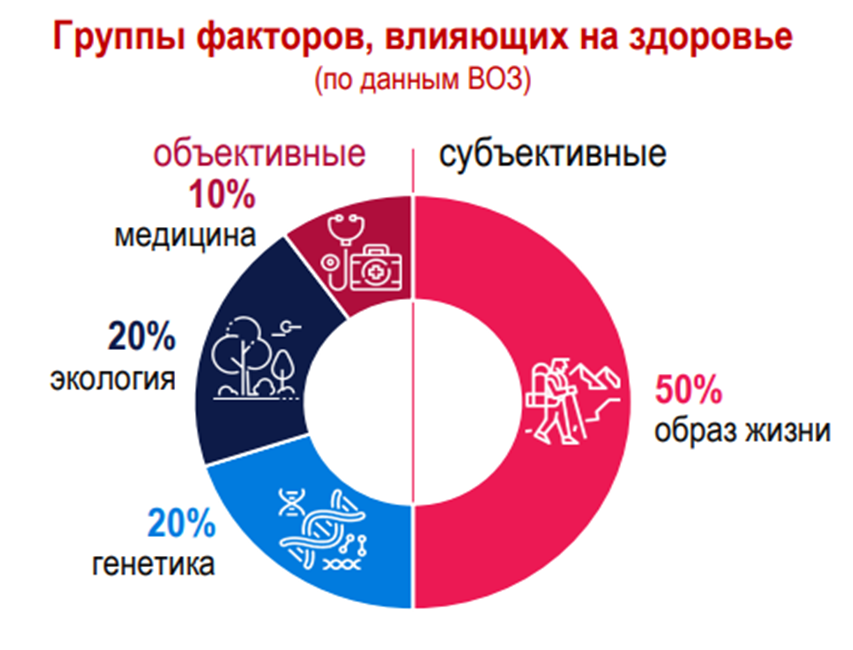 Группы факторов, влияющих на здоровье
(по данным ВОЗ)
объективные
субъективные
10%
медицина
20%
экология
50%
образ жизни
20%
генетика